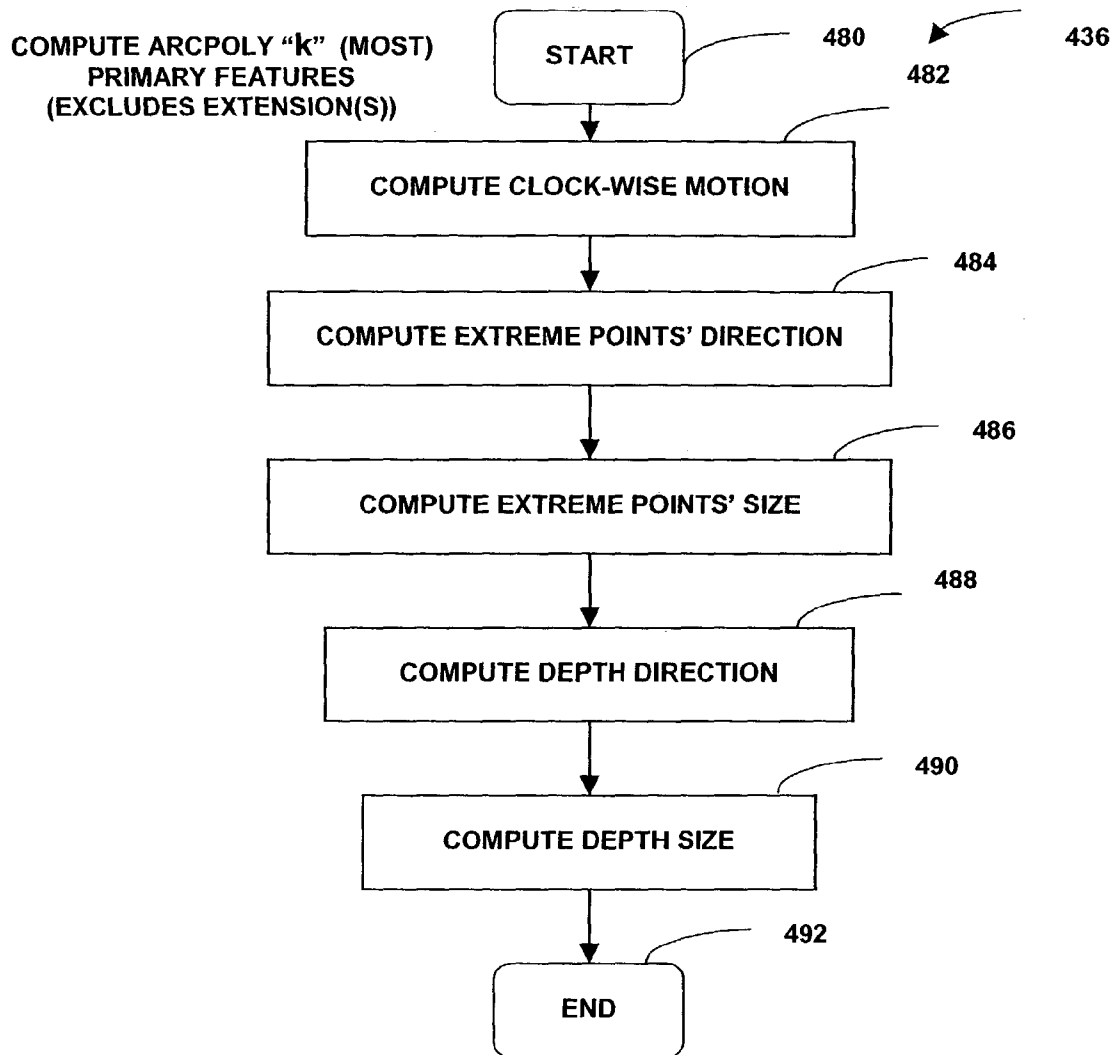 COMPUTE ARCPOLY “k” (MOST)
PRIMARY FEATURES
(EXCLUDES EXTENSION(S))
START
480
436
482
COMPUTE CLOCK-WISE MOTION
484
COMPUTE EXTREME POINTS’ DIRECTION
486
COMPUTE EXTREME POINTS’ SIZE
488
COMPUTE DEPTH DIRECTION
490
COMPUTE DEPTH SIZE
492
END